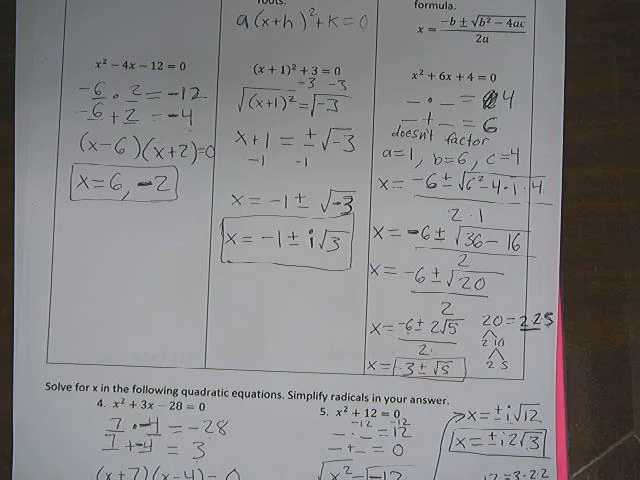 roots.
a(x+h)² + k = 0
formula.
x = (-b ± √(b² − 4ac)) / 2a
x² − 4x − 12 = 0
-6 · 2 = -12
-6 + 2 = -4
(x-6)(x+2)=0
x = 6, -2
(x + 1)² + 3 = 0
-3 -3
√(x+1)² = √-3
x+1 = ±√-3
-1 -1
x = -1 ± √-3
x = -1 ± i√3
x² + 6x + 4 = 0
_ · _ = 4
_ + _ = 6
doesn't factor
a=1, b=6, c=4
x = (-6 ± √(6²-4·1·4)) / 2·1
x = (-6 ± √(36-16)) / 2
x = (-6 ± √20) / 2
x = (-6 ± 2√5) / 2
20 = 2·2·5
2 10
2 5
x = -3 ± √5
Solve for x in the following quadratic equations. Simplify radicals in your answer.
4. x² + 3x − 28 = 0
7 · -4 = -28
7 + -4 = 3
(x+7)(x-4) = 0
5. x² + 12 = 0
-12 -12
_ · _ = 12
_ + _ = 0
√x² = √-12
x = ± i√12
x = ± i2√3
12 = 3·2·2